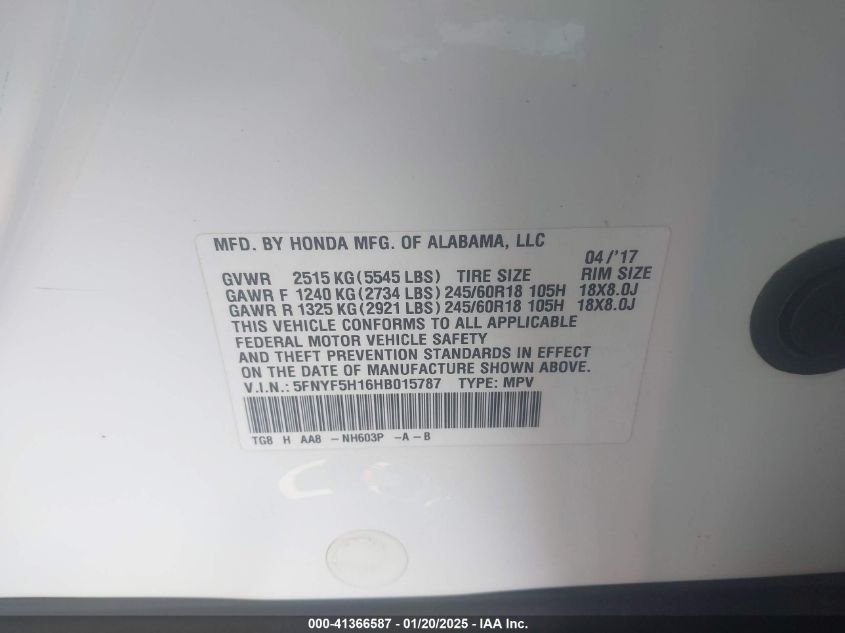 MFD. BY HONDA MFG. OF ALABAMA, LLC 04/'17
GVWR 2515 KG (5545 LBS) TIRE SIZE RIM SIZE
GAWR F 1240 KG (2734 LBS) 245/60R18 105H 18X8.0J
GAWR R 1325 KG (2921 LBS) 245/60R18 105H 18X8.0J
THIS VEHICLE CONFORMS TO ALL APPLICABLE
FEDERAL MOTOR VEHICLE SAFETY
AND THEFT PREVENTION STANDARDS IN EFFECT
ON THE DATE OF MANUFACTURE SHOWN ABOVE.
V.I.N.: 5FNYF5H16HB015787 TYPE: MPV
TG8 H AA8 -NH603P -A-B
000-41366587 - 01/20/2025 - IAA Inc.